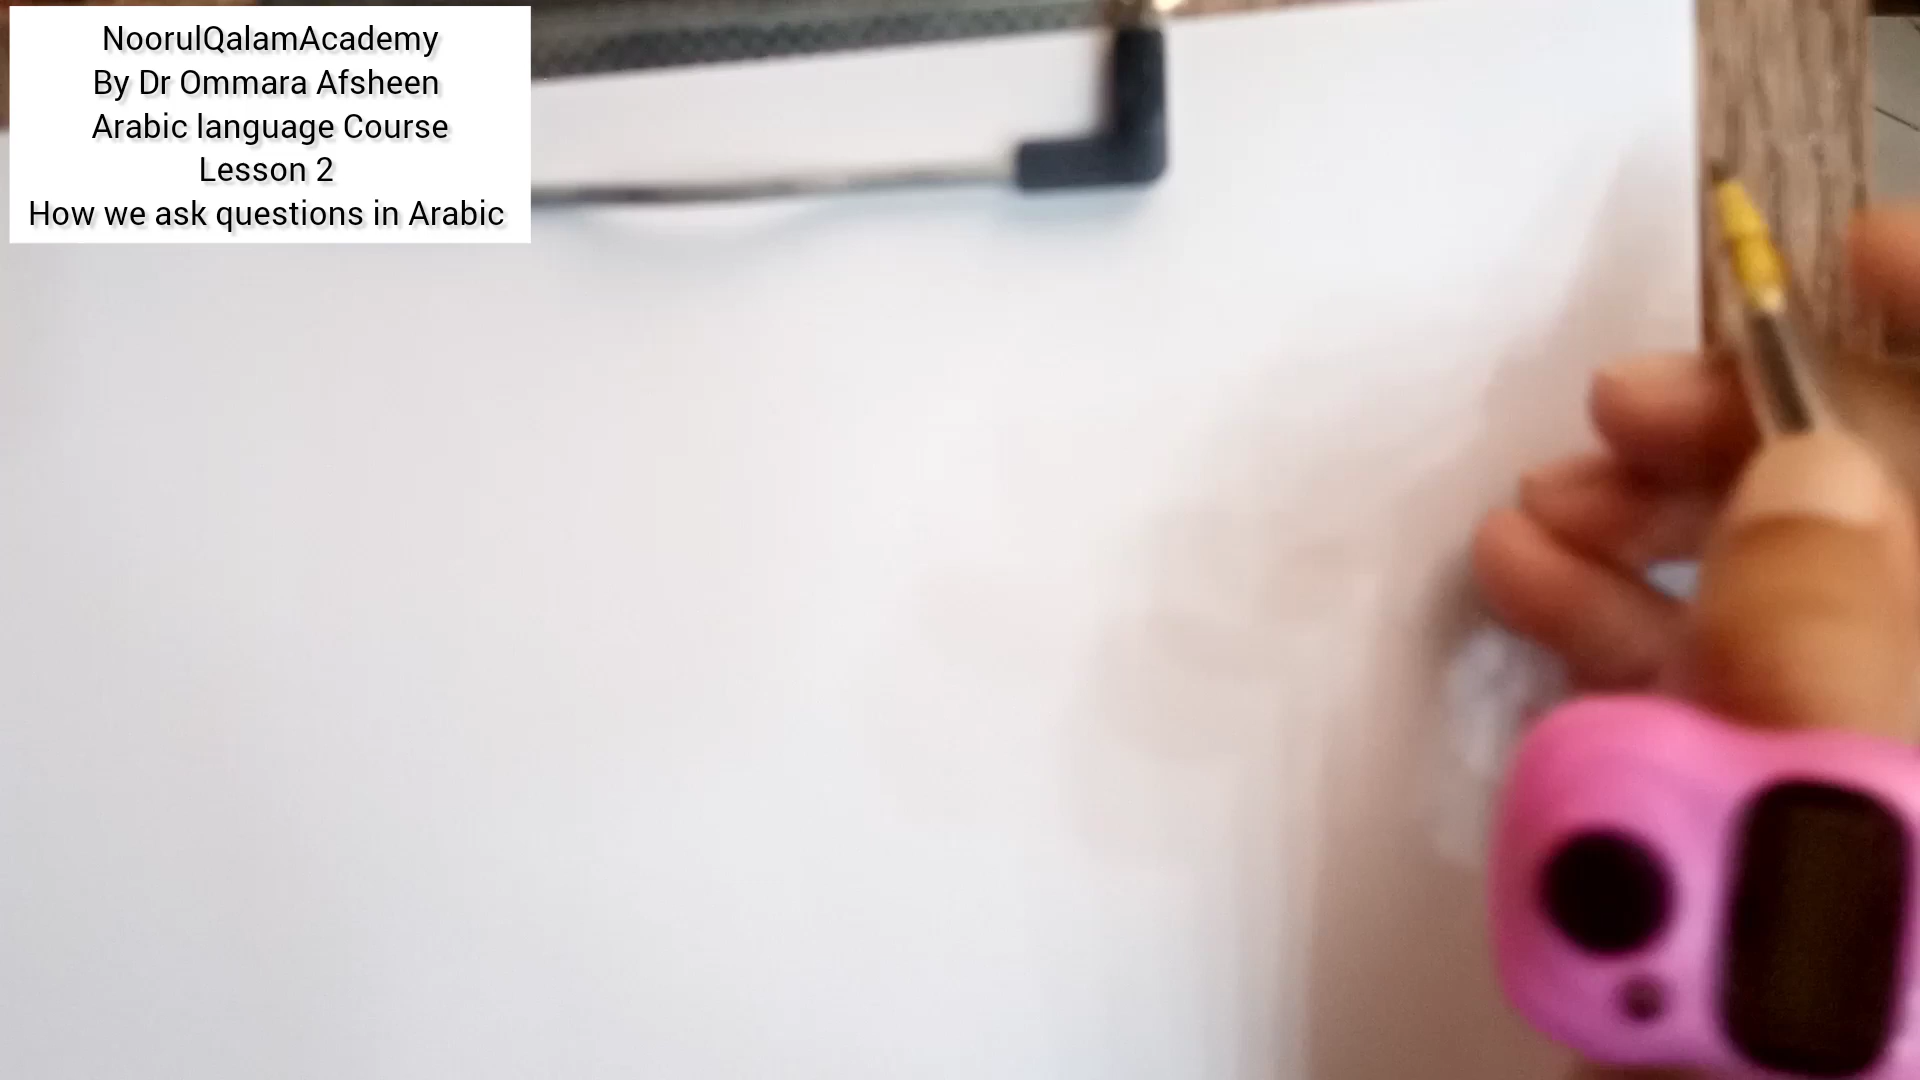 NoorulQalamAcademy
By Dr Ommara Afsheen
Arabic language Course
Lesson 2
How we ask questions in Arabic